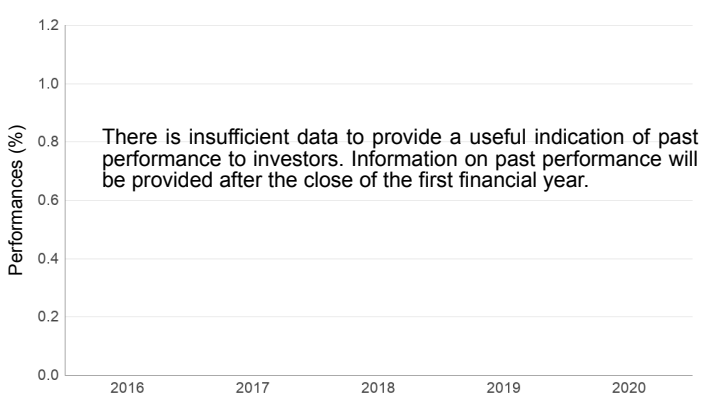 1.2
1.0
0.8
0.6
0.4
0.2
0.0
Performances (%)
There is insufficient data to provide a useful indication of past
performance to investors. Information on past performance will
be provided after the close of the first financial year.
2016 2017 2018 2019 2020